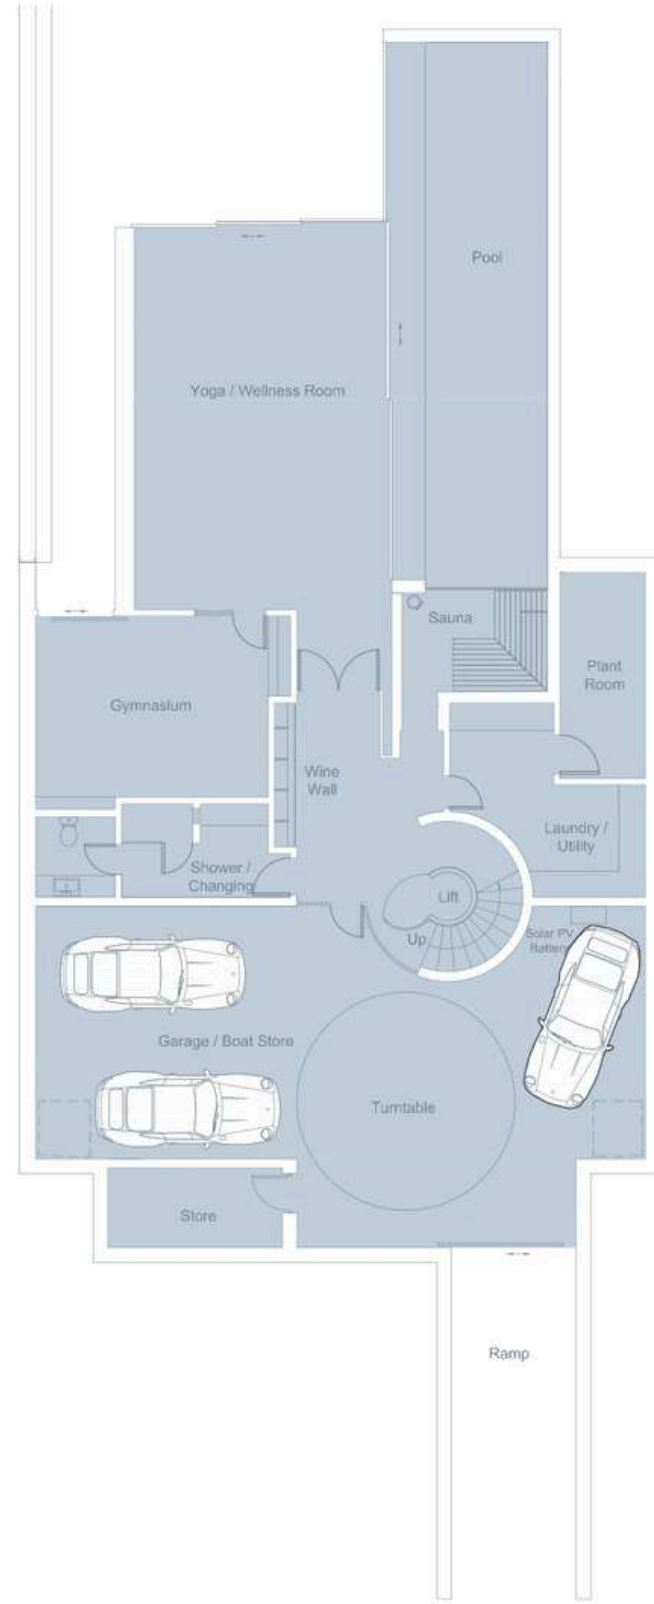 Pool
Yoga / Wellness Room
Sauna
Plant
Room
Gymnasium
Wine
Wall
Laundry /
Utility
Shower /
Changing
Lift
Up
Solar PV
Battery
Garage / Boat Store
Turntable
Store
Ramp